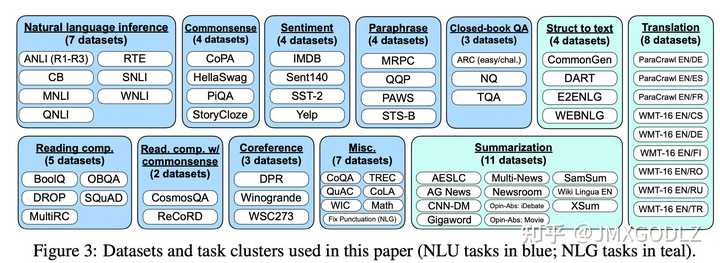 Natural language inference
(7 datasets)
ANLI (R1-R3)
RTE
CB
SNLI
MNLI
WNLI
QNLI
Commonsense
(4 datasets)
CoPA
HellaSwag
PiQA
StoryCloze
Sentiment
(4 datasets)
IMDB
Sent140
SST-2
Yelp
Paraphrase
(4 datasets)
MRPC
QQP
PAWS
STS-B
Closed-book QA
(3 datasets)
ARC (easy/chal.)
NQ
TQA
Struct to text
(4 datasets)
CommonGen
DART
E2ENLG
WEBNLG
Translation
(8 datasets)
ParaCrawl EN/DE
ParaCrawl EN/ES
ParaCrawl EN/FR
WMT-16 EN/CS
WMT-16 EN/DE
WMT-16 EN/FI
WMT-16 EN/RO
WMT-16 EN/RU
WMT-16 EN/TR
Reading comp.
(5 datasets)
BoolQ
OBQA
DROP
SQuAD
MultiRC
Read. comp. w/
commonsense
(2 datasets)
CosmosQA
ReCoRD
Coreference
(3 datasets)
DPR
Winogrande
WSC273
Misc.
(7 datasets)
CoQA
TREC
QuAC
CoLA
WIC
Math
Fix Punctuation (NLG)
Summarization
(11 datasets)
AESLC
Multi-News
SamSum
AG News
Newsroom
Wiki Lingua EN
CNN-DM
Opin-Abs: iDebate
XSum
Gigaword
Opin-Abs: Movie
知乎 @JMXGODLZ
Figure 3: Datasets and task clusters used in this paper (NLU tasks in blue; NLG tasks in teal).